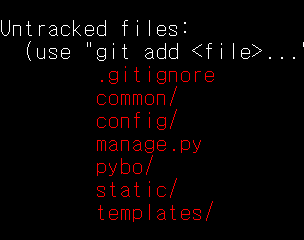 Untracked files:
(use "git add <file>..."
.gitignore
common/
config/
manage.py
pybo/
static/
templates/